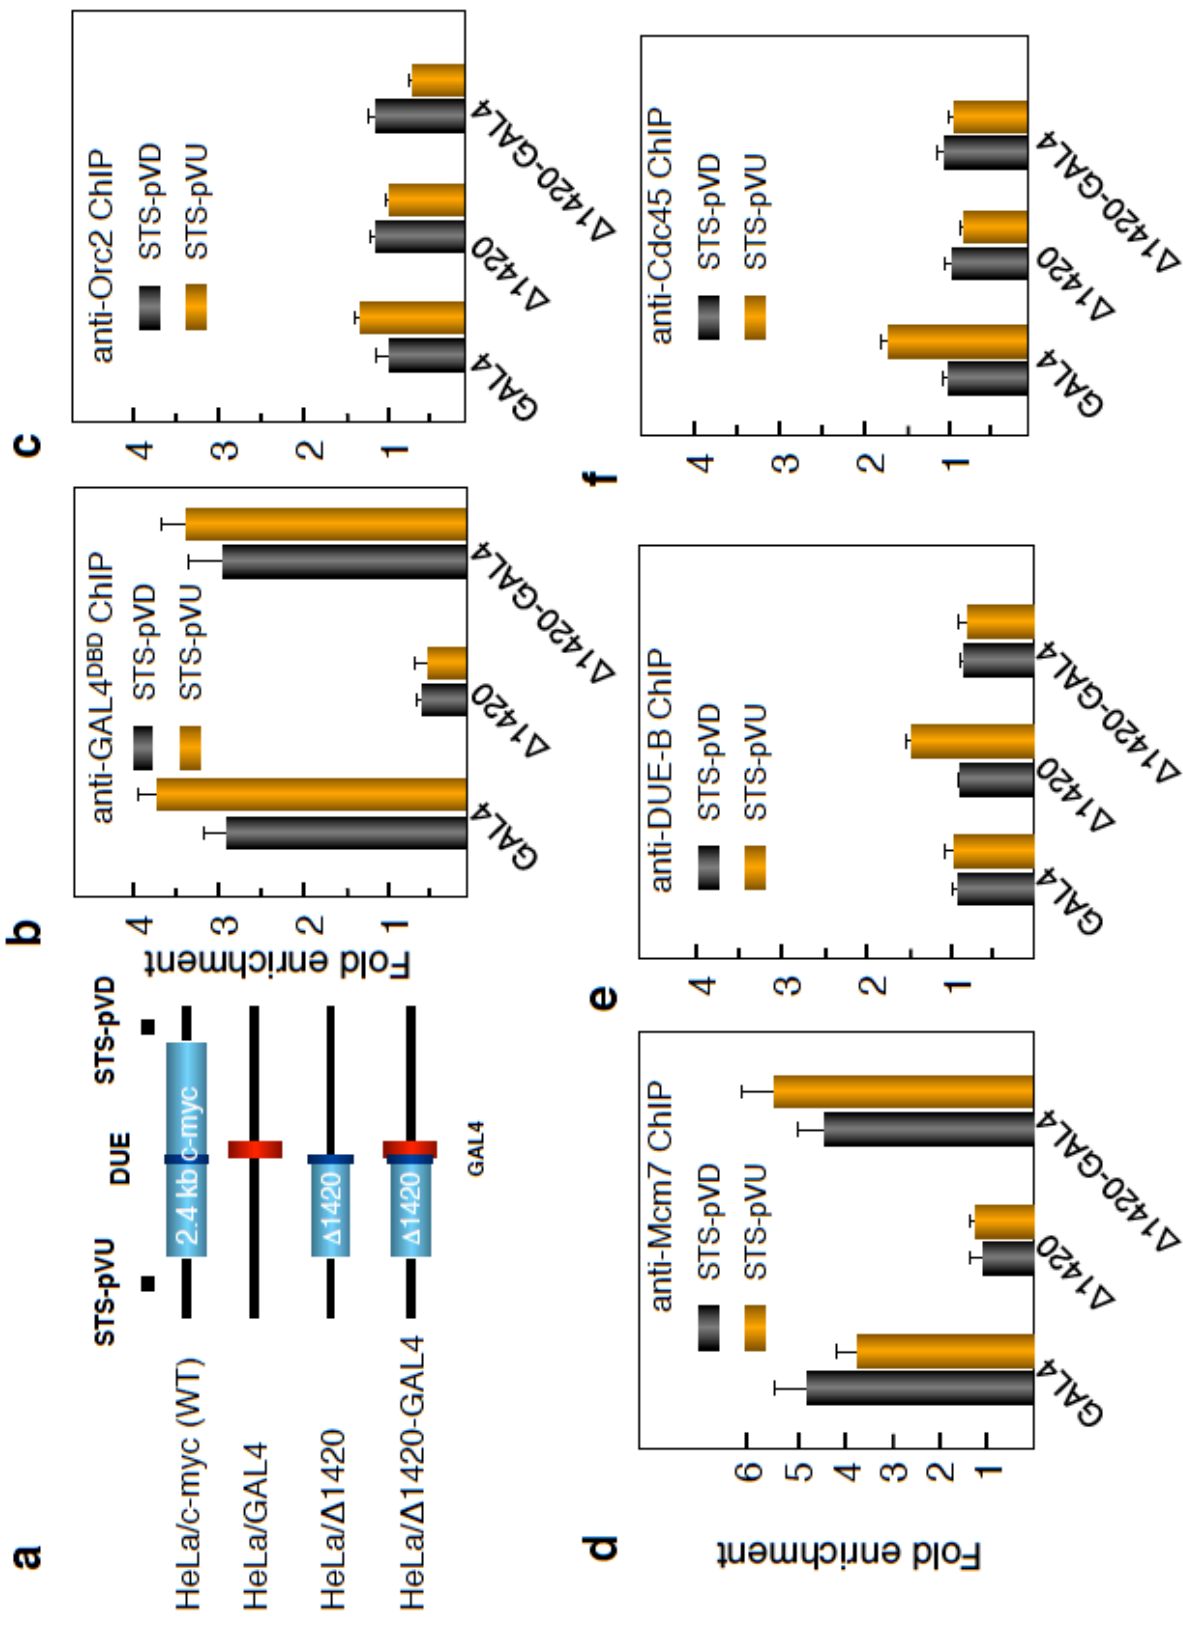 a
STS-pVU
DUE
STS-pVD
HeLa/c-myc (WT)
2.4 kb c-myc
HeLa/GAL4
HeLa/Δ1420
Δ1420
HeLa/Δ1420-GAL4
Δ1420
GAL4
b
Fold enrichment
4
3
2
1
anti-GAL4DBD ChIP
STS-pVD
STS-pVU
GAL4
Δ1420
Δ1420-GAL4
c
4
3
2
1
anti-Orc2 ChIP
STS-pVD
STS-pVU
GAL4
Δ1420
Δ1420-GAL4
d
Fold enrichment
6
5
4
3
2
1
anti-Mcm7 ChIP
STS-pVD
STS-pVU
GAL4
Δ1420
Δ1420-GAL4
e
4
3
2
1
anti-DUE-B ChIP
STS-pVD
STS-pVU
GAL4
Δ1420
Δ1420-GAL4
f
4
3
2
1
anti-Cdc45 ChIP
STS-pVD
STS-pVU
GAL4
Δ1420
Δ1420-GAL4